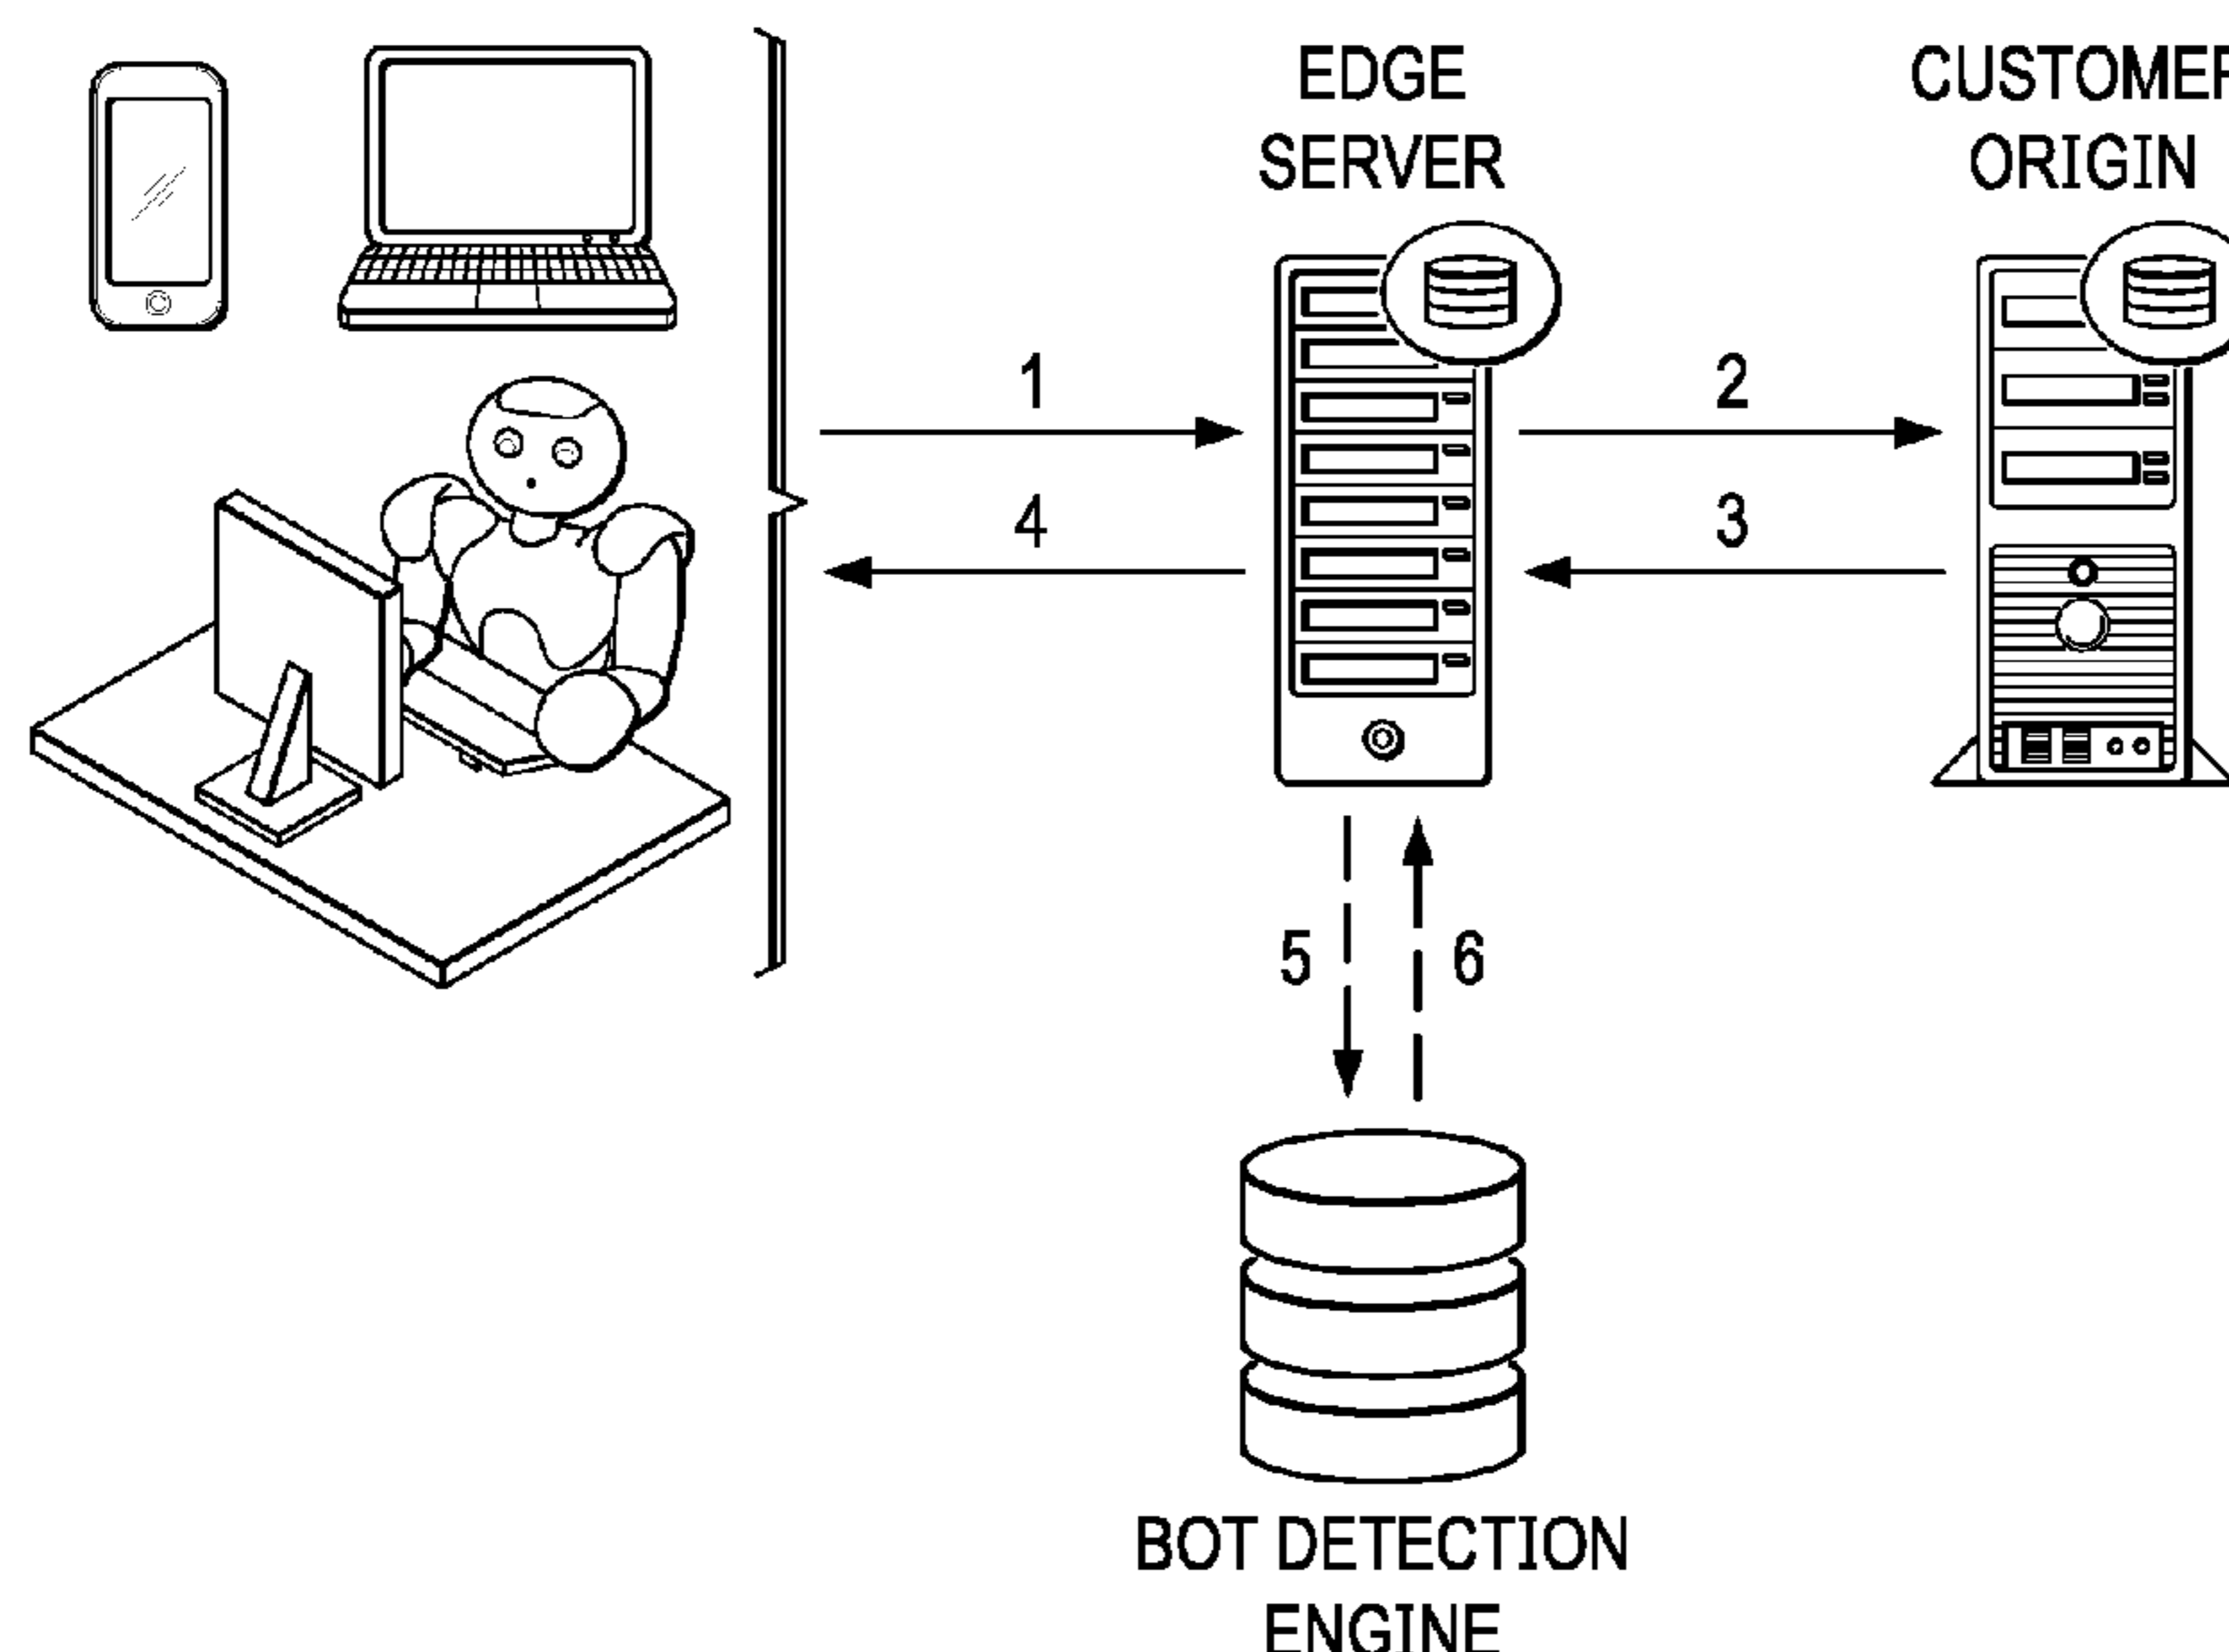 EDGE
SERVER
CUSTOMER
ORIGIN
1
2
4
3
5
6
BOT DETECTION
ENGINE